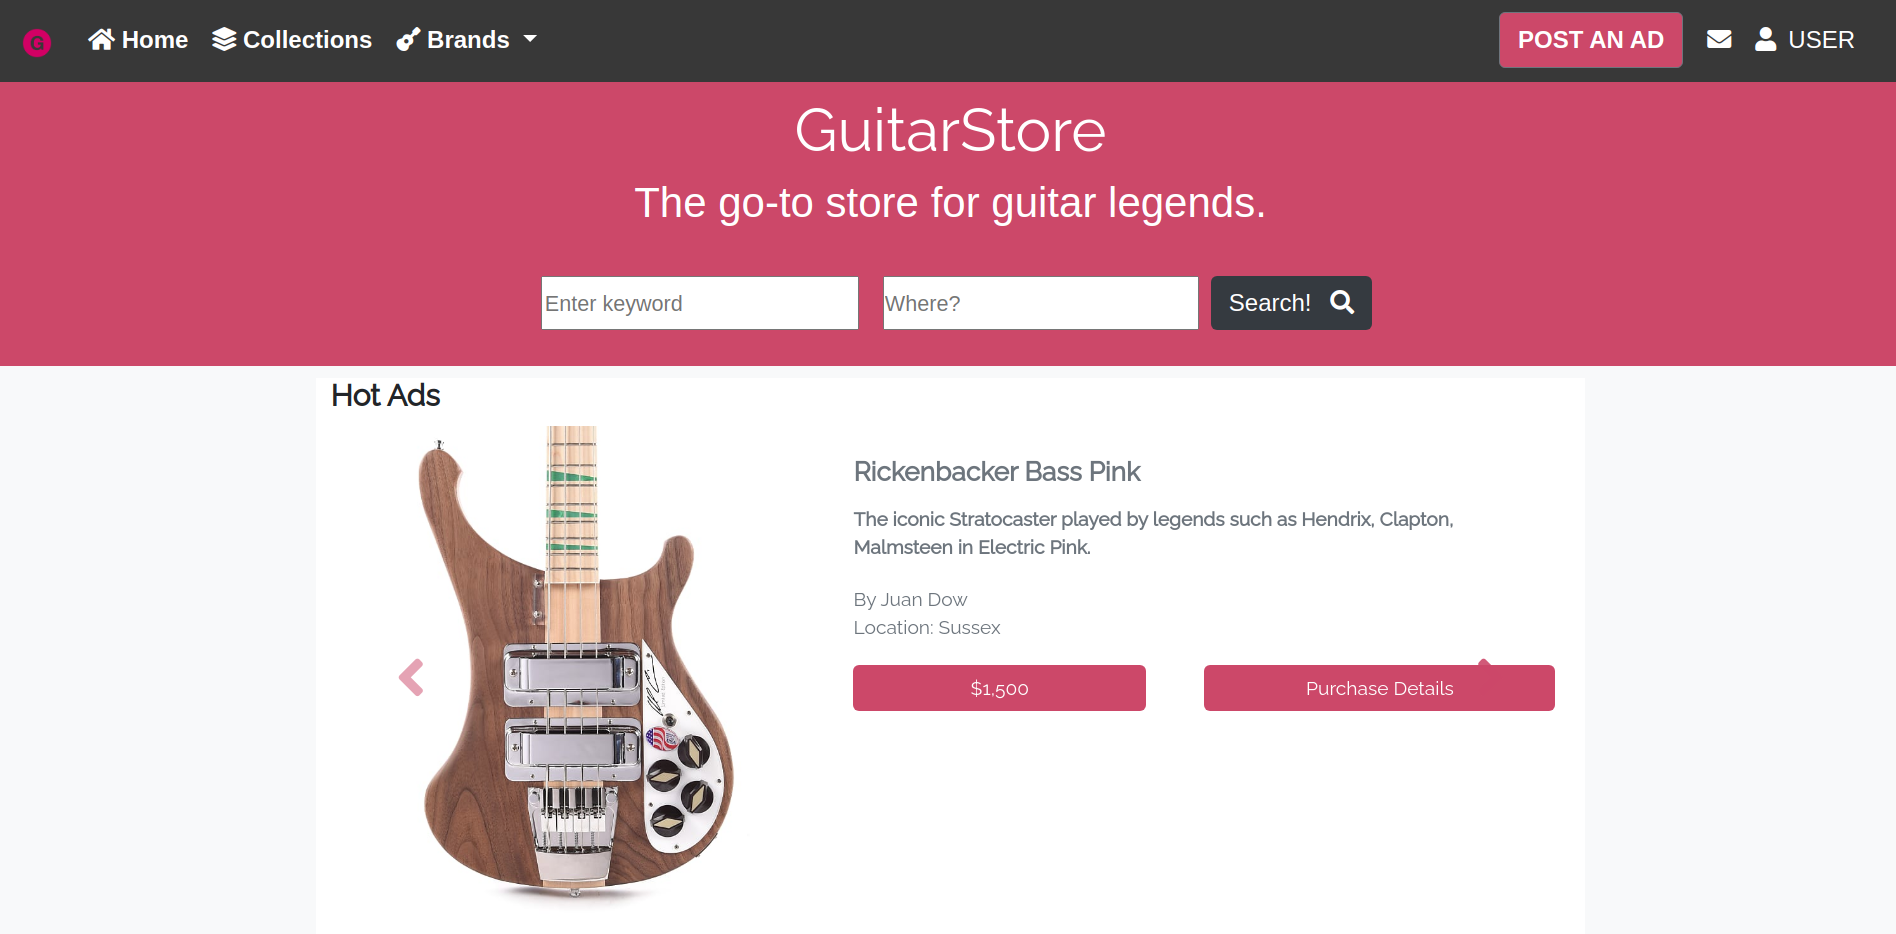 G Home Collections Brands POST AN AD USER
GuitarStore
The go-to store for guitar legends.
Enter keyword Where? Search!
Hot Ads
Rickenbacker Bass Pink
The iconic Stratocaster played by legends such as Hendrix, Clapton,
Malmsteen in Electric Pink.
By Juan Dow
Location: Sussex
$1,500 Purchase Details